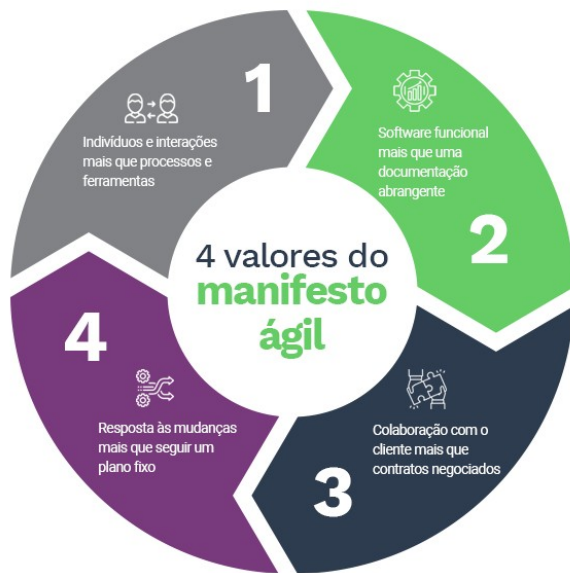 1
Indivíduos e interações
mais que processos e
ferramentas
Software funcional
mais que uma
documentação
abrangente
2
4 valores do
manifesto
ágil
Colaboração com o
cliente mais que
contratos negociados
3
4
Resposta às mudanças
mais que seguir um
plano fixo